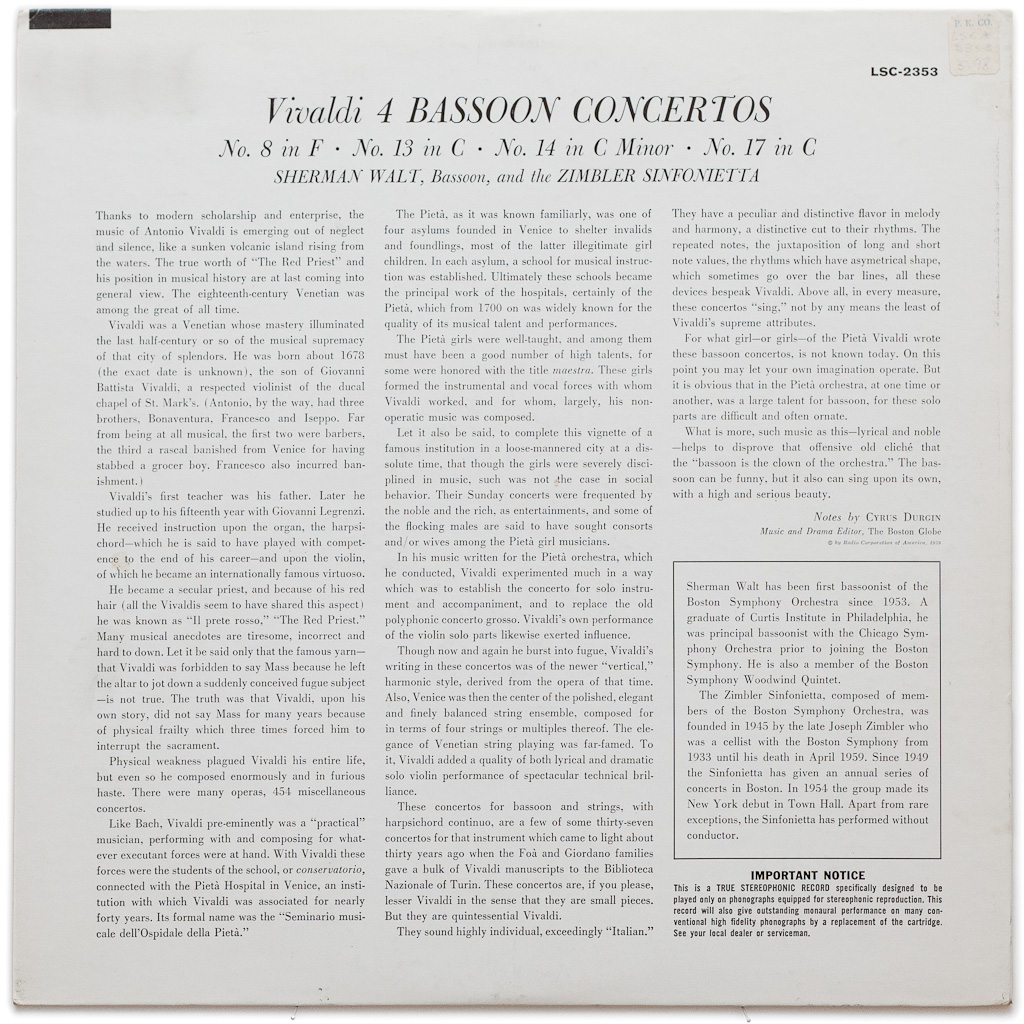 P. K. CO.
LSC-2353
Vivaldi 4 BASSOON CONCERTOS
No. 8 in F · No. 13 in C · No. 14 in C Minor · No. 17 in C
SHERMAN WALT, Bassoon, and the ZIMBLER SINFONIETTA
Thanks to modern scholarship and enterprise, the
music of Antonio Vivaldi is emerging out of neglect
and silence, like a sunken volcanic island rising from
the waters. The true worth of “The Red Priest” and
his position in musical history are at last coming into
general view. The eighteenth-century Venetian was
among the great of all time.
Vivaldi was a Venetian whose mastery illuminated
the last half-century or so of the musical supremacy
of that city of splendors. He was born about 1678
(the exact date is unknown), the son of Giovanni
Battista Vivaldi, a respected violinist of the ducal
chapel of St. Mark's. (Antonio, by the way, had three
brothers, Bonaventura, Francesco and Iseppo. Far
from being at all musical, the first two were barbers,
the third a rascal banished from Venice for having
stabbed a grocer boy. Francesco also incurred ban-
ishment.)
Vivaldi's first teacher was his father. Later he
studied up to his fifteenth year with Giovanni Legrenzi.
He received instruction upon the organ, the harpsi-
chord—which he is said to have played with compet-
ence to the end of his career—and upon the violin,
of which he became an internationally famous virtuoso.
He became a secular priest, and because of his red
hair (all the Vivaldis seem to have shared this aspect)
he was known as “Il prete rosso,” “The Red Priest.”
Many musical anecdotes are tiresome, incorrect and
hard to down. Let it be said only that the famous yarn—
that Vivaldi was forbidden to say Mass because he left
the altar to jot down a suddenly conceived fugue subject
—is not true. The truth was that Vivaldi, upon his
own story, did not say Mass for many years because
of physical frailty which three times forced him to
interrupt the sacrament.
Physical weakness plagued Vivaldi his entire life,
but even so he composed enormously and in furious
haste. There were many operas, 454 miscellaneous
concertos.
Like Bach, Vivaldi pre-eminently was a “practical”
musician, performing with and composing for what-
ever executant forces were at hand. With Vivaldi these
forces were the students of the school, or conservatorio,
connected with the Pietà Hospital in Venice, an insti-
tution with which Vivaldi was associated for nearly
forty years. Its formal name was the “Seminario musi-
cale dell'Ospidale della Pietà.”
The Pietà, as it was known familiarly, was one of
four asylums founded in Venice to shelter invalids
and foundlings, most of the latter illegitimate girl
children. In each asylum, a school for musical instruc-
tion was established. Ultimately these schools became
the principal work of the hospitals, certainly of the
Pietà, which from 1700 on was widely known for the
quality of its musical talent and performances.
The Pietà girls were well-taught, and among them
must have been a good number of high talents, for
some were honored with the title maestra. These girls
formed the instrumental and vocal forces with whom
Vivaldi worked, and for whom, largely, his non-
operatic music was composed.
Let it also be said, to complete this vignette of a
famous institution in a loose-mannered city at a dis-
solute time, that though the girls were severely disci-
plined in music, such was not the case in social
behavior. Their Sunday concerts were frequented by
the noble and the rich, as entertainments, and some of
the flocking males are said to have sought consorts
and/or wives among the Pietà girl musicians.
In his music written for the Pietà orchestra, which
he conducted, Vivaldi experimented much in a way
which was to establish the concerto for solo instru-
ment and accompaniment, and to replace the old
polyphonic concerto grosso. Vivaldi's own performance
of the violin solo parts likewise exerted influence.
Though now and again he burst into fugue, Vivaldi's
writing in these concertos was of the newer “vertical,”
harmonic style, derived from the opera of that time.
Also, Venice was then the center of the polished, elegant
and finely balanced string ensemble, composed for
in terms of four strings or multiples thereof. The ele-
gance of Venetian string playing was far-famed. To
it, Vivaldi added a quality of both lyrical and dramatic
solo violin performance of spectacular technical bril-
liance.
These concertos for bassoon and strings, with
harpsichord continuo, are a few of some thirty-seven
concertos for that instrument which came to light about
thirty years ago when the Foà and Giordano families
gave a bulk of Vivaldi manuscripts to the Biblioteca
Nazionale of Turin. These concertos are, if you please,
lesser Vivaldi in the sense that they are small pieces.
But they are quintessential Vivaldi.
They sound highly individual, exceedingly “Italian.”
They have a peculiar and distinctive flavor in melody
and harmony, a distinctive cut to their rhythms. The
repeated notes, the juxtaposition of long and short
note values, the rhythms which have asymetrical shape,
which sometimes go over the bar lines, all these
devices bespeak Vivaldi. Above all, in every measure,
these concertos “sing,” not by any means the least of
Vivaldi's supreme attributes.
For what girl—or girls—of the Pietà Vivaldi wrote
these bassoon concertos, is not known today. On this
point you may let your own imagination operate. But
it is obvious that in the Pietà orchestra, at one time or
another, was a large talent for bassoon, for these solo
parts are difficult and often ornate.
What is more, such music as this—lyrical and noble
—helps to disprove that offensive old cliché that
the “bassoon is the clown of the orchestra.” The bas-
soon can be funny, but it also can sing upon its own,
with a high and serious beauty.
Notes by CYRUS DURGIN
Music and Drama Editor, The Boston Globe
© by Radio Corporation of America, 1959
Sherman Walt has been first bassoonist of the
Boston Symphony Orchestra since 1953. A
graduate of Curtis Institute in Philadelphia, he
was principal bassoonist with the Chicago Sym-
phony Orchestra prior to joining the Boston
Symphony. He is also a member of the Boston
Symphony Woodwind Quintet.
The Zimbler Sinfonietta, composed of mem-
bers of the Boston Symphony Orchestra, was
founded in 1945 by the late Joseph Zimbler who
was a cellist with the Boston Symphony from
1933 until his death in April 1959. Since 1949
the Sinfonietta has given an annual series of
concerts in Boston. In 1954 the group made its
New York debut in Town Hall. Apart from rare
exceptions, the Sinfonietta has performed without
conductor.
IMPORTANT NOTICE
This is a TRUE STEREOPHONIC RECORD specifically designed to be
played only on phonographs equipped for stereophonic reproduction. This
record will also give outstanding monaural performance on many con-
ventional high fidelity phonographs by a replacement of the cartridge.
See your local dealer or serviceman.